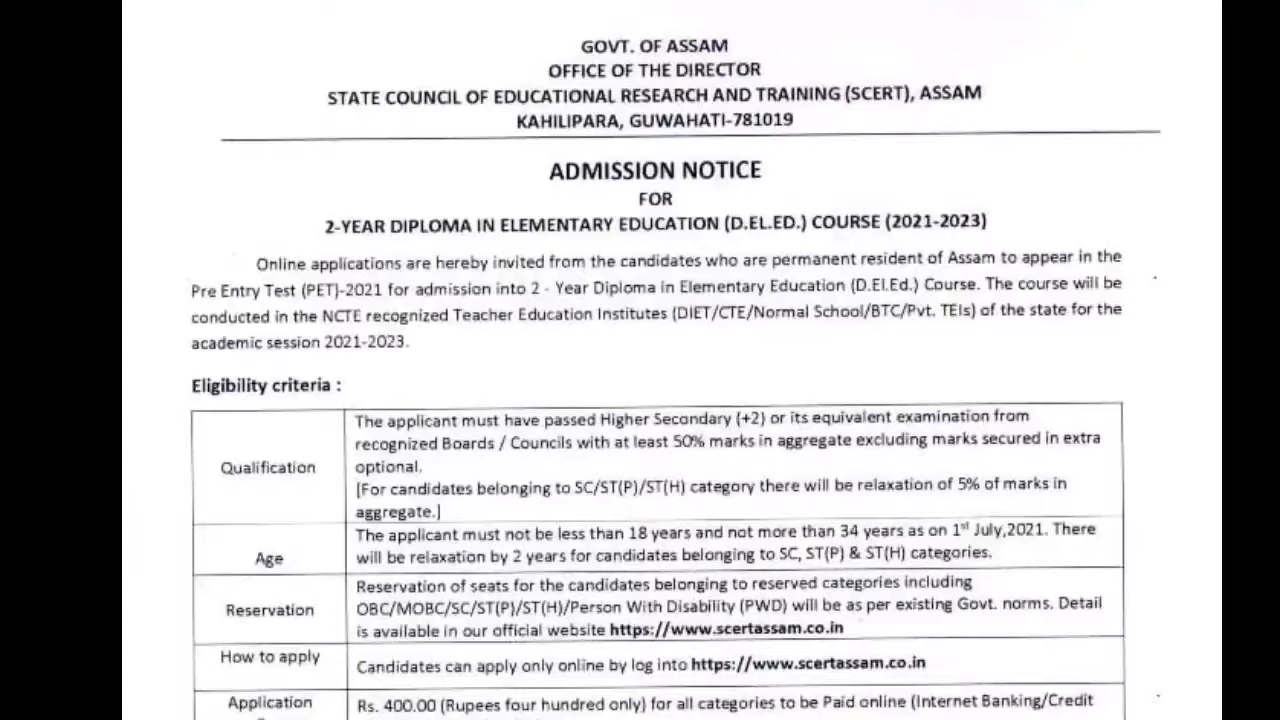 GOVT. OF ASSAM
OFFICE OF THE DIRECTOR
STATE COUNCIL OF EDUCATIONAL RESEARCH AND TRAINING (SCERT), ASSAM
KAHILIPARA, GUWAHATI-781019
ADMISSION NOTICE
FOR
2-YEAR DIPLOMA IN ELEMENTARY EDUCATION (D.EL.ED.) COURSE (2021-2023)
Online applications are hereby invited from the candidates who are permanent resident of Assam to appear in the
Pre Entry Test (PET)-2021 for admission into 2 - Year Diploma in Elementary Education (D.El.Ed.) Course. The course will be
conducted in the NCTE recognized Teacher Education Institutes (DIET/CTE/Normal School/BTC/Pvt. TEIs) of the state for the
academic session 2021-2023.
Eligibility criteria :
Qualification
The applicant must have passed Higher Secondary (+2) or its equivalent examination from
recognized Boards / Councils with at least 50% marks in aggregate excluding marks secured in extra
optional.
[For candidates belonging to SC/ST(P)/ST(H) category there will be relaxation of 5% of marks in
aggregate.]
Age
The applicant must not be less than 18 years and not more than 34 years as on 1st July,2021. There
will be relaxation by 2 years for candidates belonging to SC, ST(P) & ST(H) categories.
Reservation
Reservation of seats for the candidates belonging to reserved categories including
OBC/MOBC/SC/ST(P)/ST(H)/Person With Disability (PWD) will be as per existing Govt. norms. Detail
is available in our official website https://www.scertassam.co.in
How to apply
Candidates can apply only online by log into https://www.scertassam.co.in
Application
Rs. 400.00 (Rupees four hundred only) for all categories to be Paid online (Internet Banking/Credit